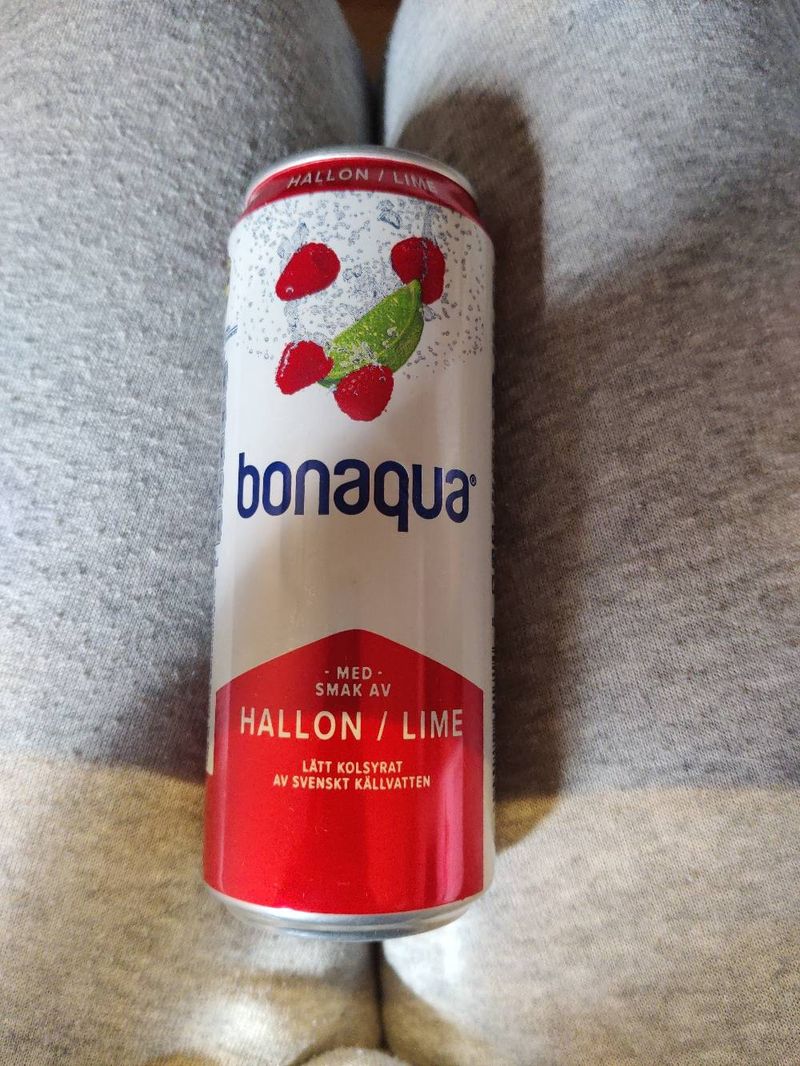 HALLON / LIME
bonaqua®
- MED -
SMAK AV
HALLON / LIME
LÄTT KOLSYRAT
AV SVENSKT KÄLLVATTEN